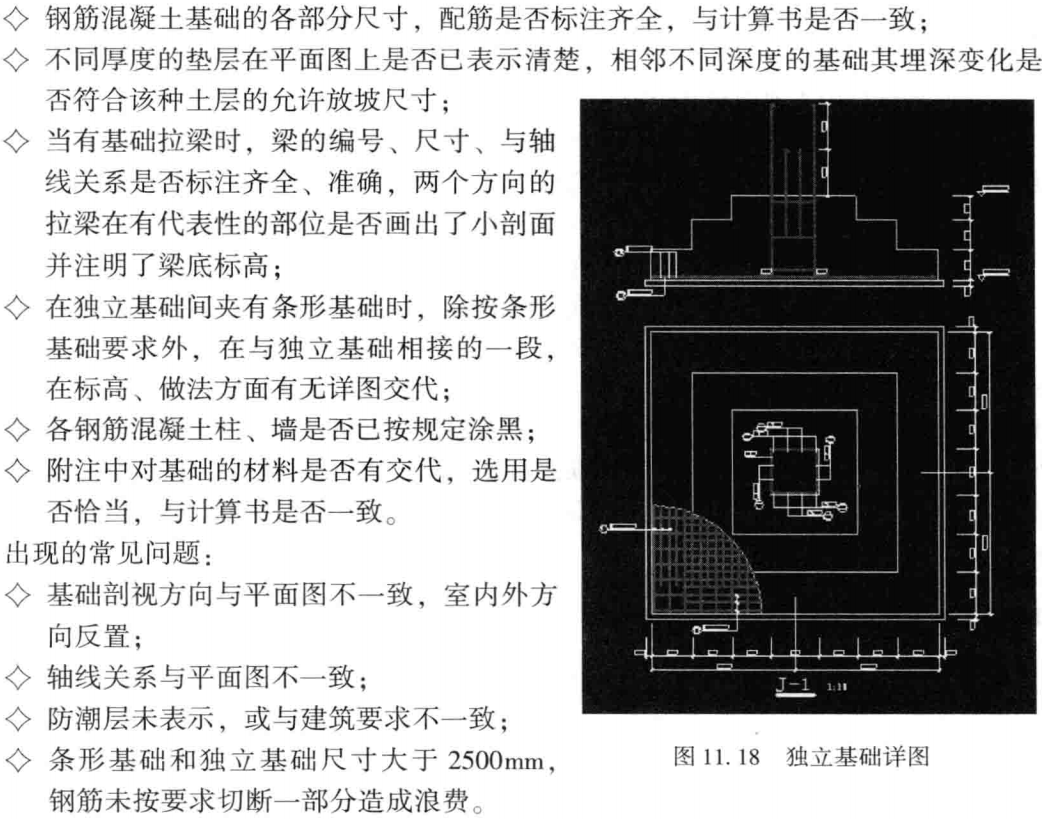 ◇ 钢筋混凝土基础的各部分尺寸，配筋是否标注齐全，与计算书是否一致；
◇ 不同厚度的垫层在平面图上是否已表示清楚，相邻不同深度的基础其埋深变化是
否符合该种土层的允许放坡尺寸；
◇ 当有基础拉梁时，梁的编号、尺寸、与轴
线关系是否标注齐全、准确，两个方向的
拉梁在有代表性的部位是否画出了小剖面
并注明了梁底标高；
◇ 在独立基础间夹有条形基础时，除按条形
基础要求外，在与独立基础相接的一段，
在标高、做法方面有无详图交代；
◇ 各钢筋混凝土柱、墙是否已按规定涂黑；
◇ 附注中对基础的材料是否有交代，选用是
否恰当，与计算书是否一致。
出现的常见问题：
◇ 基础剖视方向与平面图不一致，室内外方
向反置；
◇ 轴线关系与平面图不一致；
◇ 防潮层未表示，或与建筑要求不一致；
◇ 条形基础和独立基础尺寸大于 2500mm，
钢筋未按要求切断一部分造成浪费。
J-1
图 11.18 独立基础详图